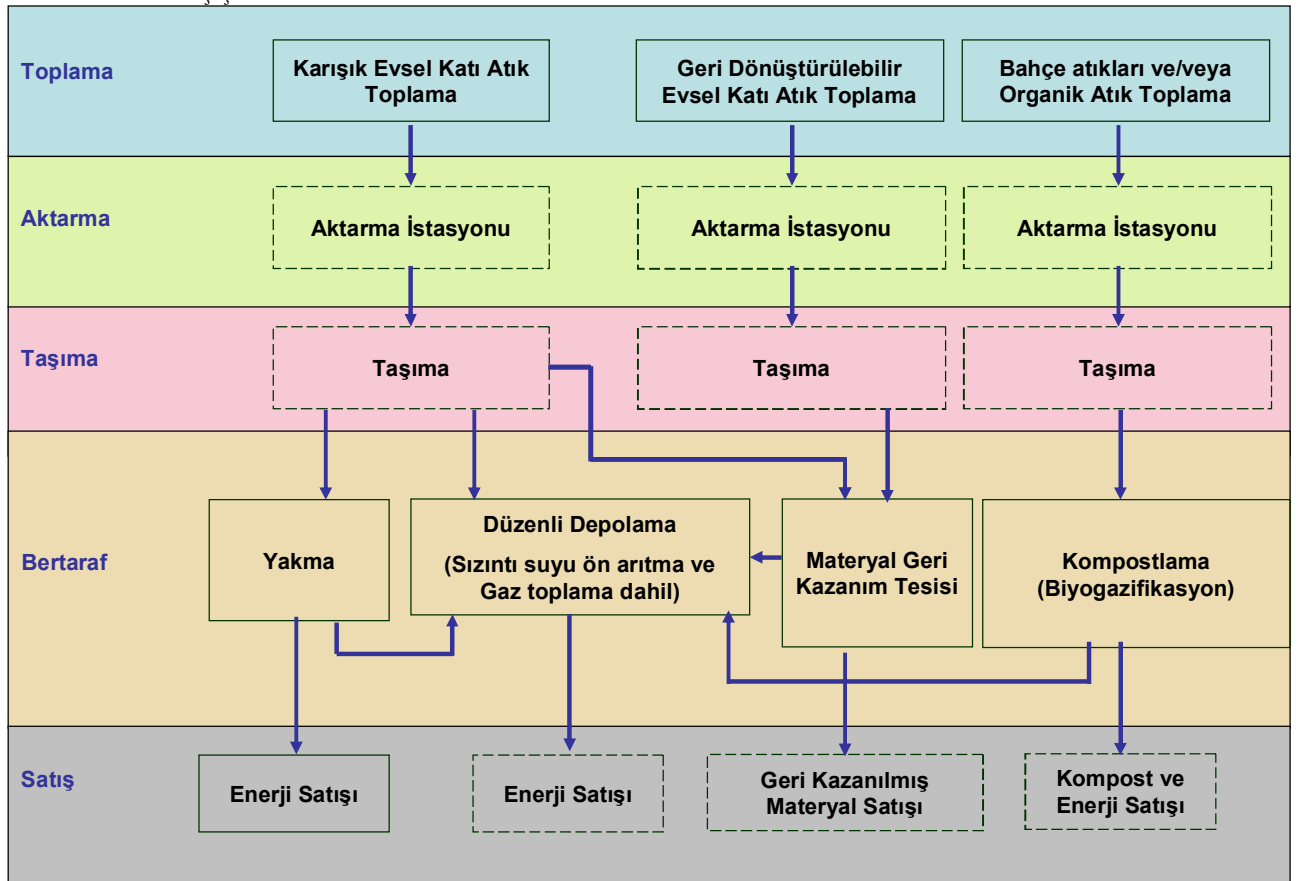 Toplama
Karışık Evsel Katı Atık
Toplama
Geri Dönüştürülebilir
Evsel Katı Atık Toplama
Bahçe atıkları ve/veya
Organik Atık Toplama
Aktarma
Aktarma İstasyonu
Aktarma İstasyonu
Aktarma İstasyonu
Taşıma
Taşıma
Taşıma
Taşıma
Bertaraf
Yakma
Düzenli Depolama
(Sızıntı suyu ön arıtma ve
Gaz toplama dahil)
Materyal Geri
Kazanım Tesisi
Kompostlama
(Biyogazifikasyon)
Satış
Enerji Satışı
Enerji Satışı
Geri Kazanılmış
Materyal Satışı
Kompost ve
Enerji Satışı